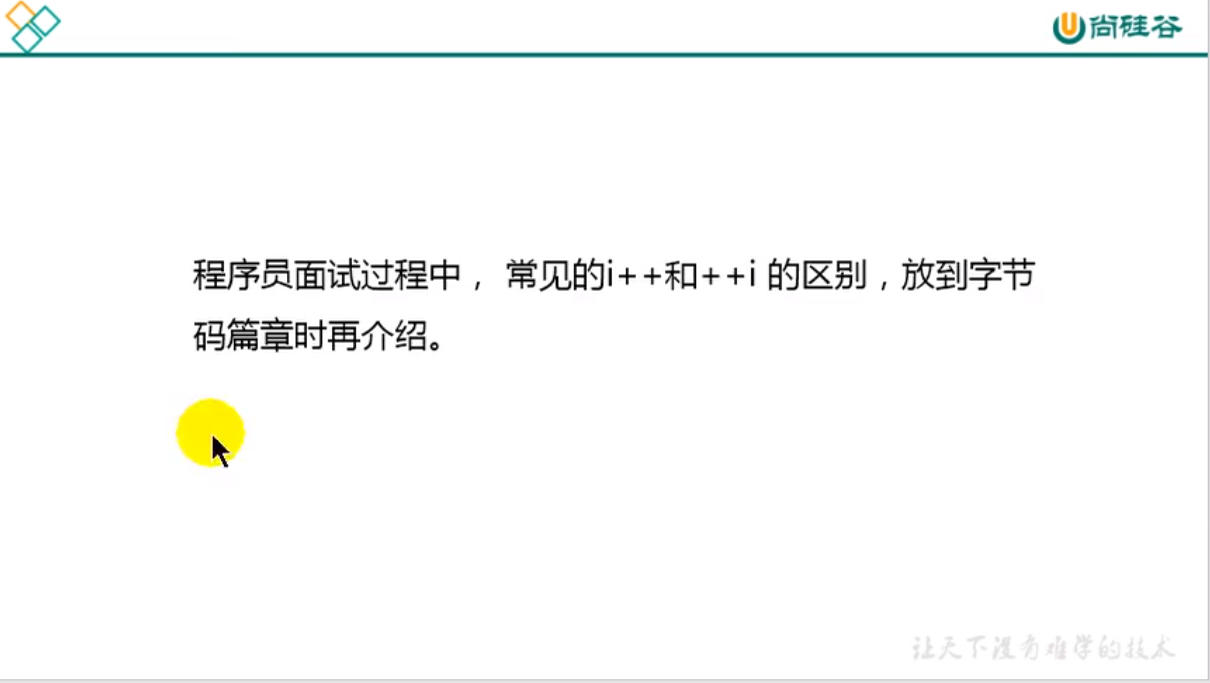 尚硅谷
程序员面试过程中， 常见的i++和++i 的区别，放到字节
码篇章时再介绍。
让天下没有难学的技术